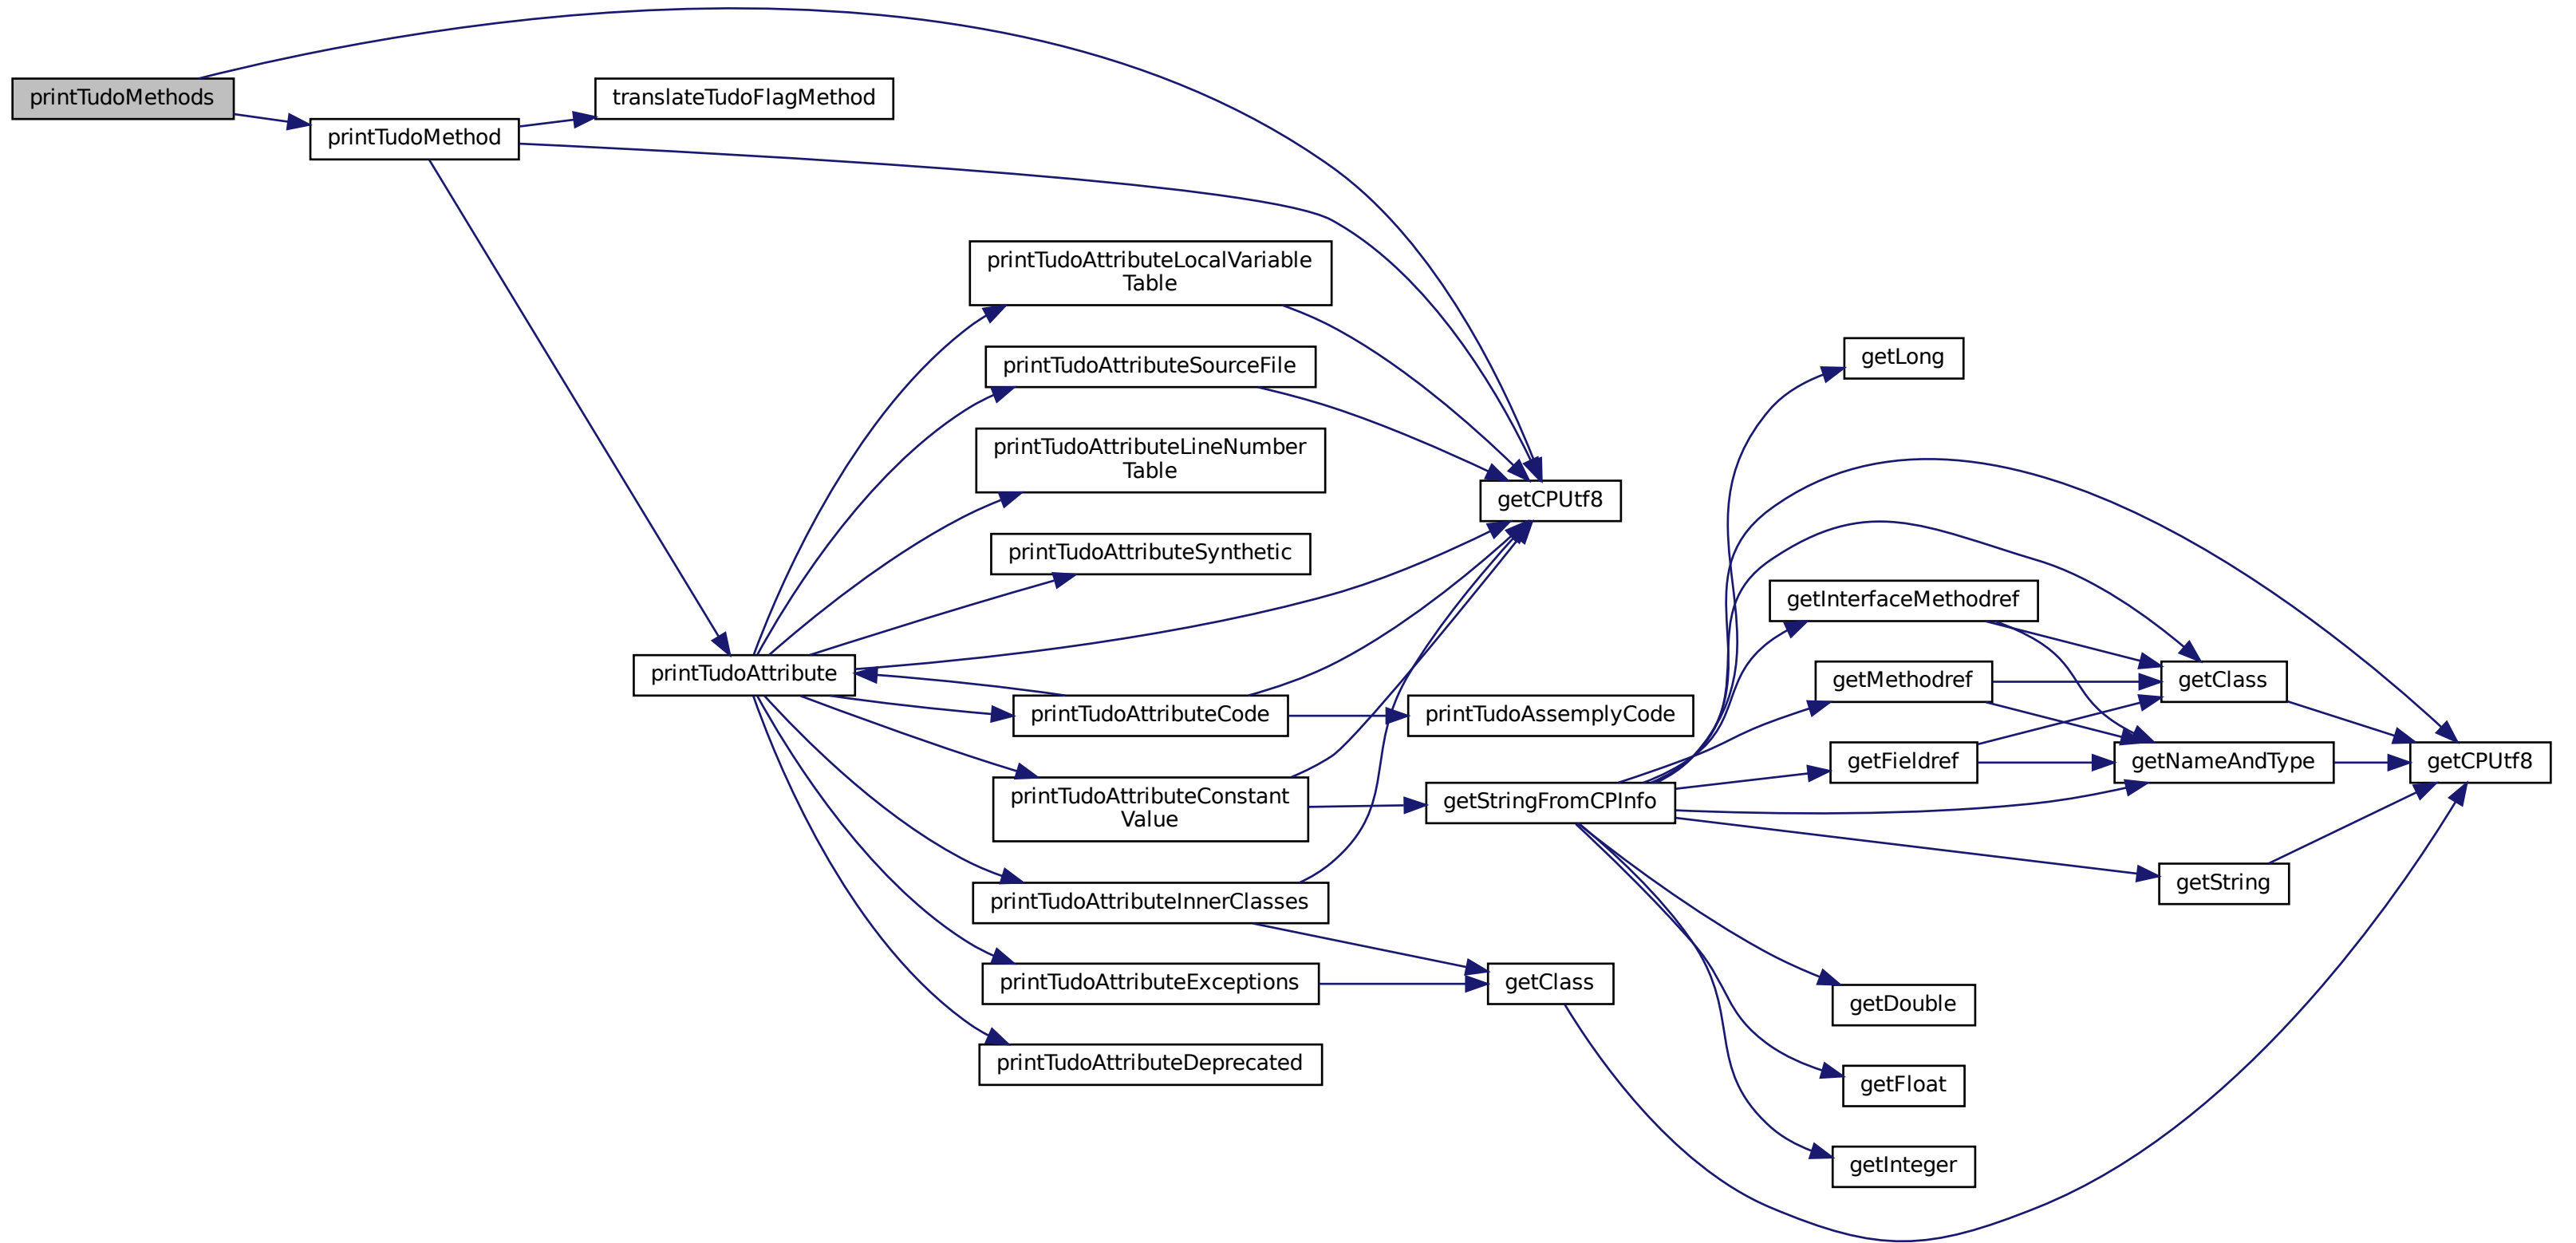 printTudoMethods
translateTudoFlagMethod
printTudoMethod
printTudoAttributeLocalVariable
Table
printTudoAttributeSourceFile
printTudoAttributeLineNumber
Table
printTudoAttributeSynthetic
getCPUtf8
printTudoAttribute
printTudoAttributeCode
printTudoAssemplyCode
printTudoAttributeConstant
Value
getStringFromCPInfo
printTudoAttributeInnerClasses
printTudoAttributeExceptions
getClass
printTudoAttributeDeprecated
getLong
getInterfaceMethodref
getMethodref
getClass
getFieldref
getNameAndType
getCPUtf8
getString
getDouble
getFloat
getInteger